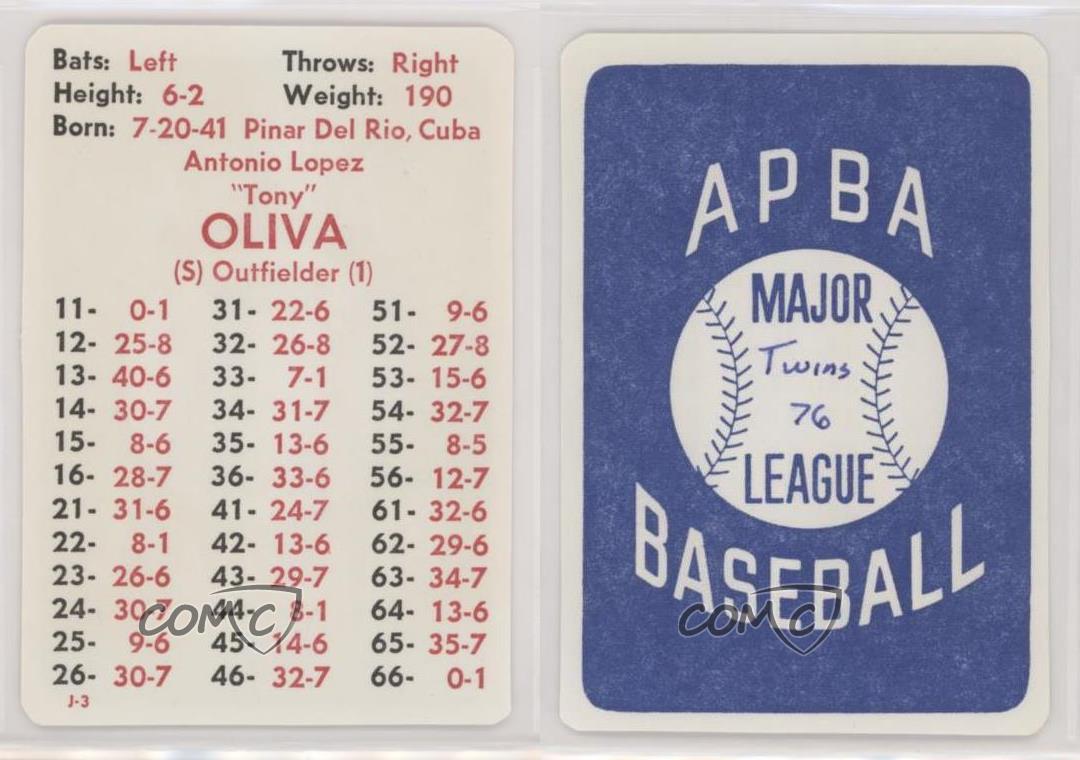 Bats: Left Throws: Right
Height: 6-2 Weight: 190
Born: 7-20-41 Pinar Del Rio, Cuba
Antonio Lopez
"Tony"
OLIVA
(S) Outfielder (1)
11- 0-1 31- 22-6 51- 9-6
12- 25-8 32- 26-8 52- 27-8
13- 40-6 33- 7-1 53- 15-6
14- 30-7 34- 31-7 54- 32-7
15- 8-6 35- 13-6 55- 8-5
16- 28-7 36- 33-6 56- 12-7
21- 31-6 41- 24-7 61- 32-6
22- 8-1 42- 13-6 62- 29-6
23- 26-6 43- 29-7 63- 34-7
24- 30-7 44- 8-1 64- 13-6
25- 9-6 45- 14-6 65- 35-7
26- 30-7 46- 32-7 66- 0-1
J-3
COMC
APBA
MAJOR
Twins
76
LEAGUE
BASEBALL
COMC